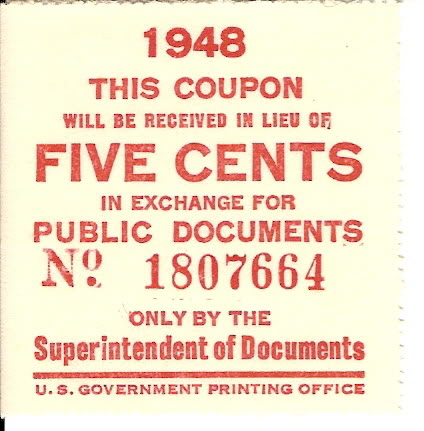 1948
THIS COUPON
WILL BE RECEIVED IN LIEU OF
FIVE CENTS
IN EXCHANGE FOR
PUBLIC DOCUMENTS
Nº 1807664
ONLY BY THE
Superintendent of Documents
U. S. GOVERNMENT PRINTING OFFICE